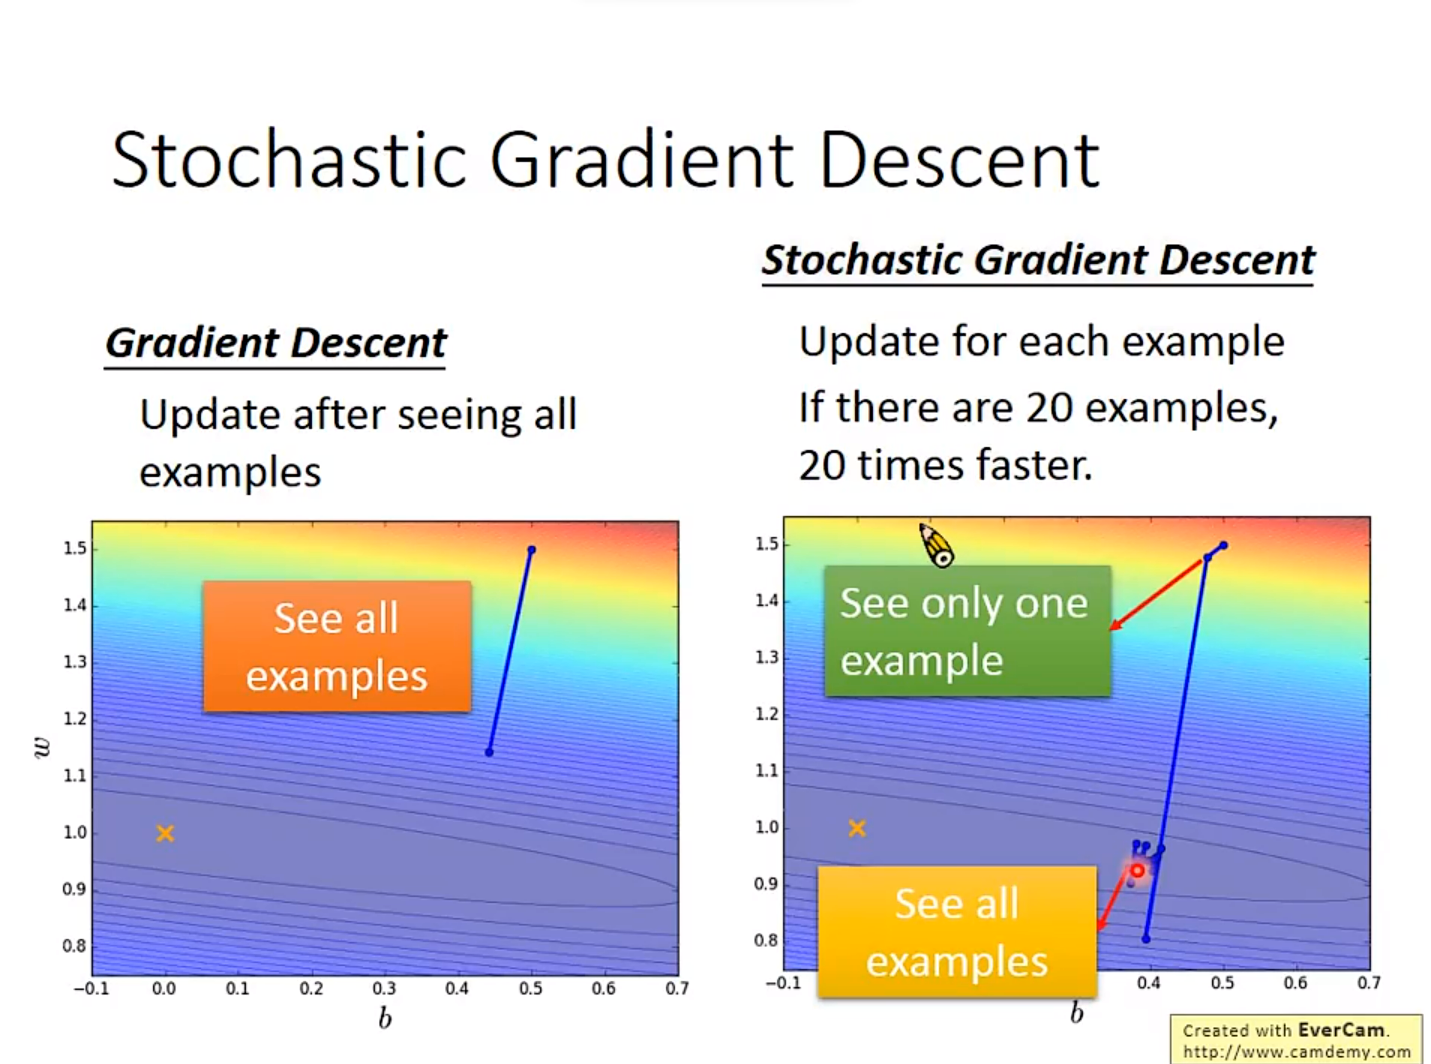 Stochastic Gradient Descent
Gradient Descent
Update after seeing all
examples
See all
examples
1.5
1.4
1.3
1.2
1.1
1.0
0.9
0.8
w
−0.1 0.0 0.1 0.2 0.3 0.4 0.5 0.6 0.7
b
Stochastic Gradient Descent
Update for each example
If there are 20 examples,
20 times faster.
See only one
example
See all
examples
1.5
1.4
1.3
1.2
1.1
1.0
0.9
0.8
−0.1 0.4 0.5 0.6 0.7
b
Created with EverCam.
http://www.camdemy.com